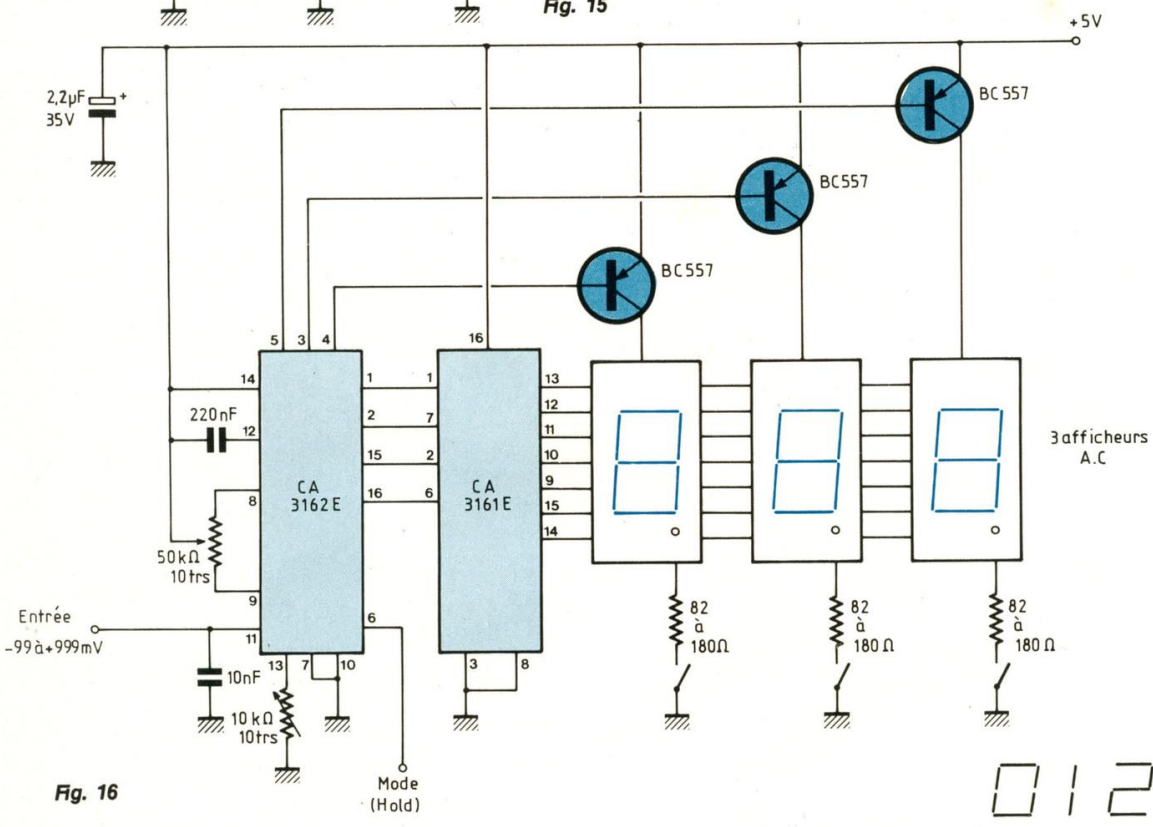 Fig. 15
+5V
2,2µF +
35V
BC557
BC557
BC557
5 3 4
16
14
1
1
13
220nF
12
2
7
12
11
15
2
10
3 afficheurs
A.C
8
CA
3162E
16
6
CA
3161E
9
15
14
50kΩ
10trs
9
Entrée
-99à+999mV
11
6
82
à
180Ω
82
à
180Ω
82
à
180Ω
13
7
10
3
8
10nF
10kΩ
10trs
Mode
(Hold)
Fig. 16
012